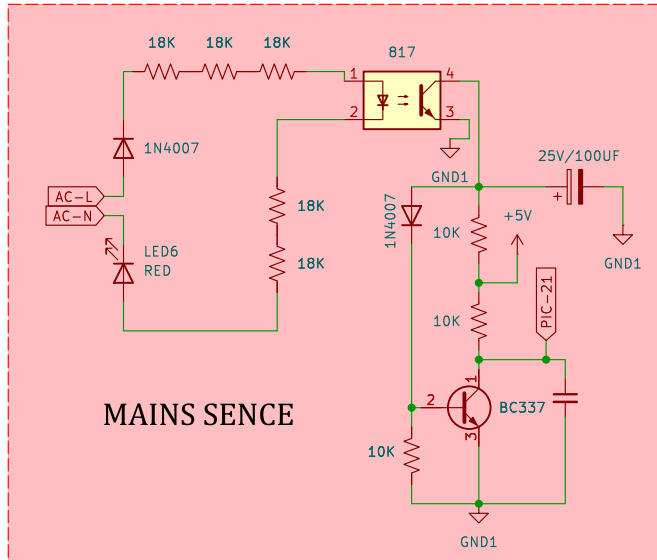 18K
18K
18K
817
1
4
2
3
1N4007
GND1
25V/100UF
+
AC-L
AC-N
18K
1N4007
10K
+5V
LED6
RED
18K
GND1
10K
PIC-21
1
MAINS SENCE
2
BC337
3
10K
GND1